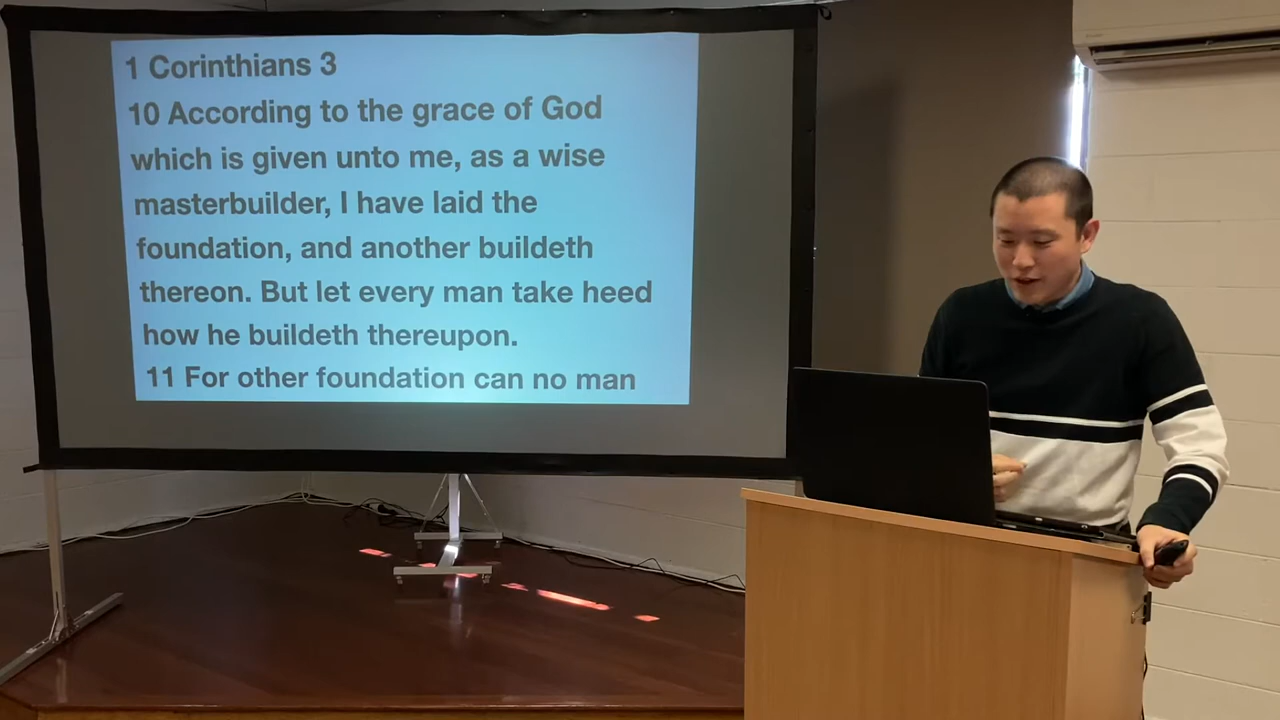 1 Corinthians 3
10 According to the grace of God
which is given unto me, as a wise
masterbuilder, I have laid the
foundation, and another buildeth
thereon. But let every man take heed
how he buildeth thereupon.
11 For other foundation can no man